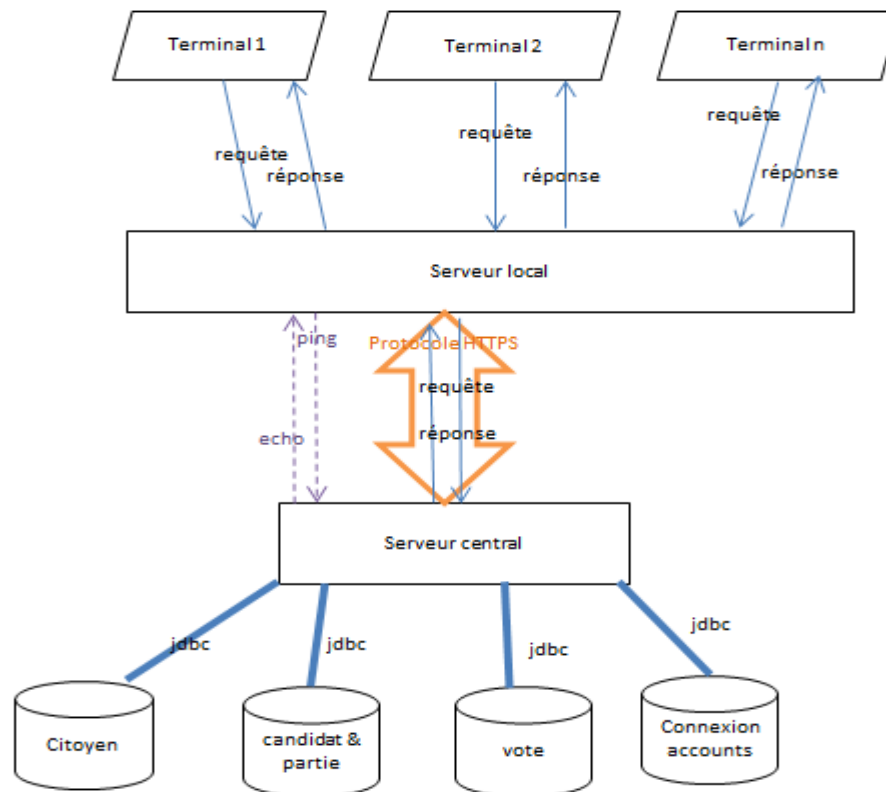 Terminal 1
Terminal 2
Terminal n
requête
réponse
requête
réponse
requête
réponse
Serveur local
ping
Protocole HTTPS
requête
echo
réponse
Serveur central
jdbc
jdbc
jdbc
jdbc
Citoyen
candidat &
partie
vote
Connexion
accounts